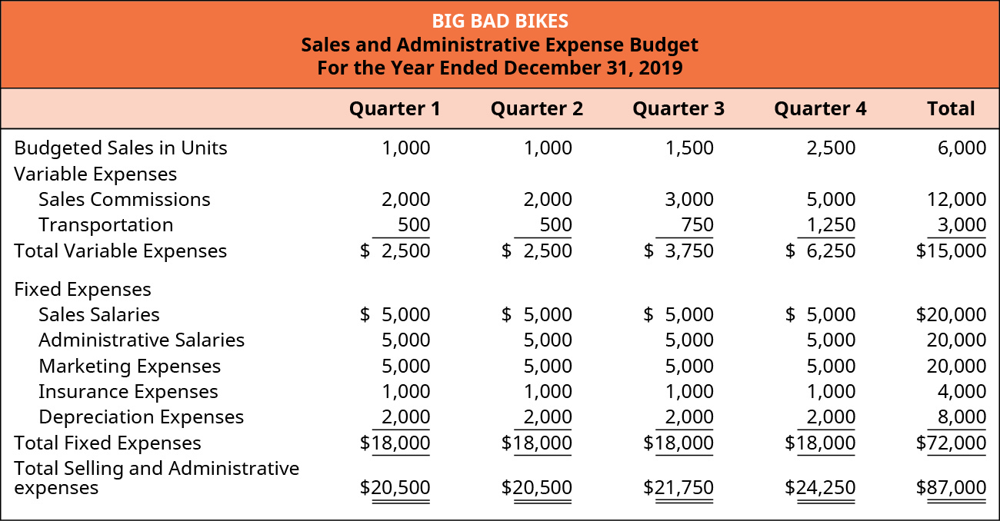 BIG BAD BIKES
Sales and Administrative Expense Budget
For the Year Ended December 31, 2019
Quarter 1 Quarter 2 Quarter 3 Quarter 4 Total
Budgeted Sales in Units 1,000 1,000 1,500 2,500 6,000
Variable Expenses
Sales Commissions 2,000 2,000 3,000 5,000 12,000
Transportation 500 500 750 1,250 3,000
Total Variable Expenses $ 2,500 $ 2,500 $ 3,750 $ 6,250 $15,000
Fixed Expenses
Sales Salaries $ 5,000 $ 5,000 $ 5,000 $ 5,000 $20,000
Administrative Salaries 5,000 5,000 5,000 5,000 20,000
Marketing Expenses 5,000 5,000 5,000 5,000 20,000
Insurance Expenses 1,000 1,000 1,000 1,000 4,000
Depreciation Expenses 2,000 2,000 2,000 2,000 8,000
Total Fixed Expenses $18,000 $18,000 $18,000 $18,000 $72,000
Total Selling and Administrative
expenses $20,500 $20,500 $21,750 $24,250 $87,000